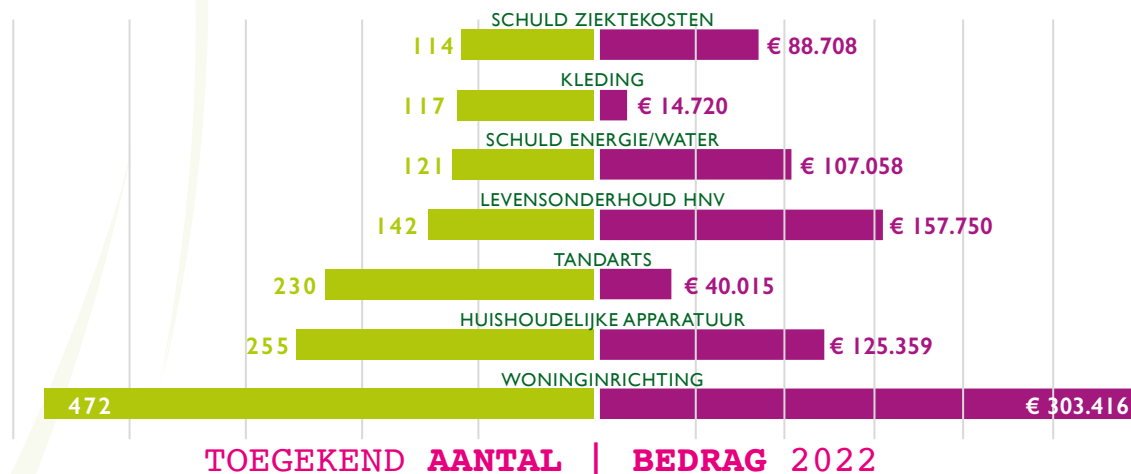 SCHULD ZIEKTEKOSTEN
114 € 88.708
KLEDING
117 € 14.720
SCHULD ENERGIE/WATER
121 € 107.058
LEVENSONDERHOUD HNV
142 € 157.750
TANDARTS
230 € 40.015
HUISHOUDELIJKE APPARATUUR
255 € 125.359
WONINGINRICHTING
472 € 303.416
TOEGEKEND AANTAL | BEDRAG 2022